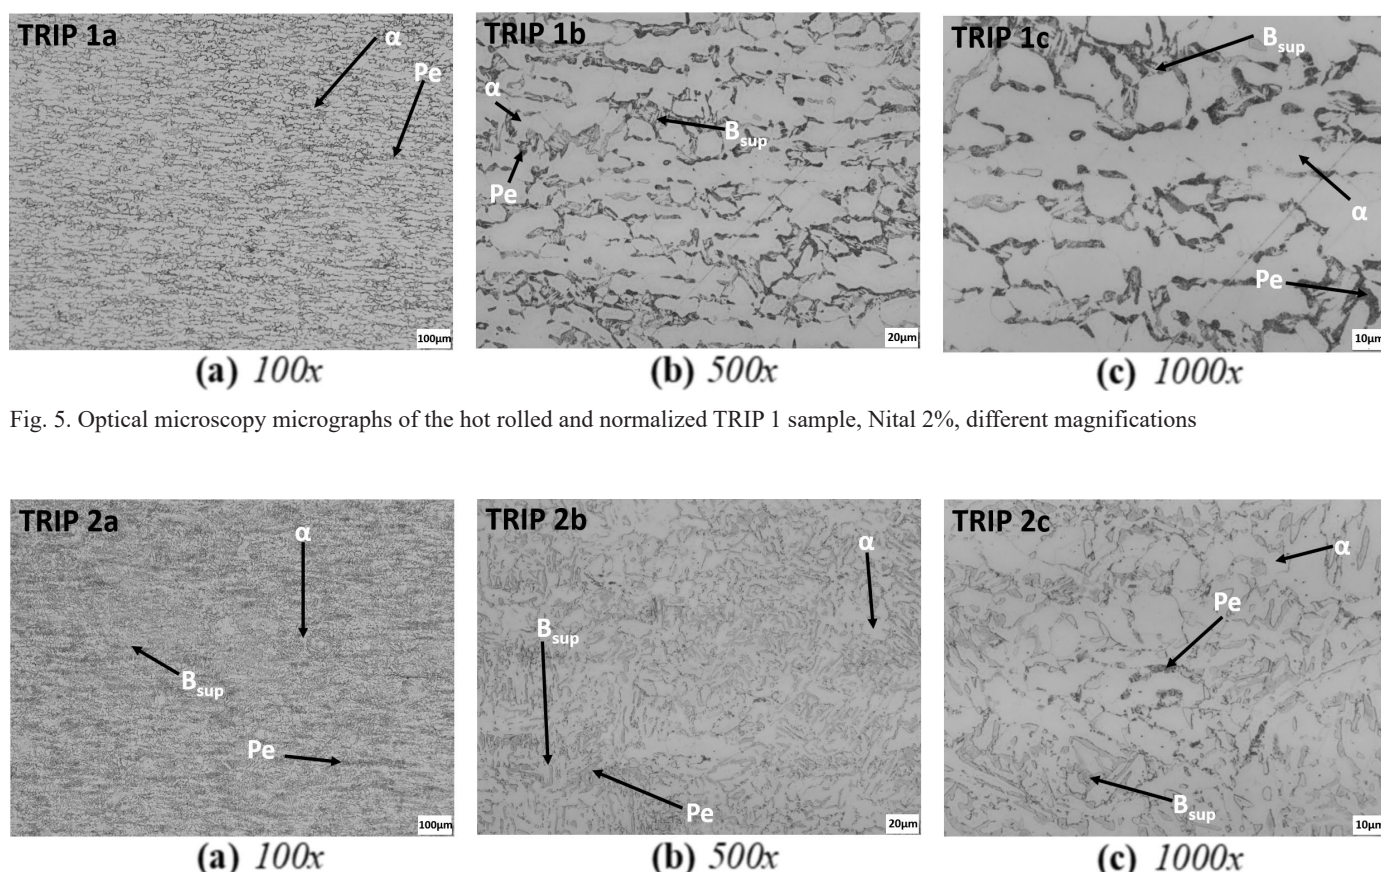 TRIP 1a
α
Pe
100µm
TRIP 1b
α
Bsup
Pe
20µm
TRIP 1c
Bsup
α
Pe
10µm
(a) 100x
(b) 500x
(c) 1000x
Fig. 5. Optical microscopy micrographs of the hot rolled and normalized TRIP 1 sample, Nital 2%, different magnifications
TRIP 2a
α
Bsup
Pe
100µm
TRIP 2b
α
Bsup
Pe
20µm
TRIP 2c
α
Pe
Bsup
10µm
(a) 100x
(b) 500x
(c) 1000x